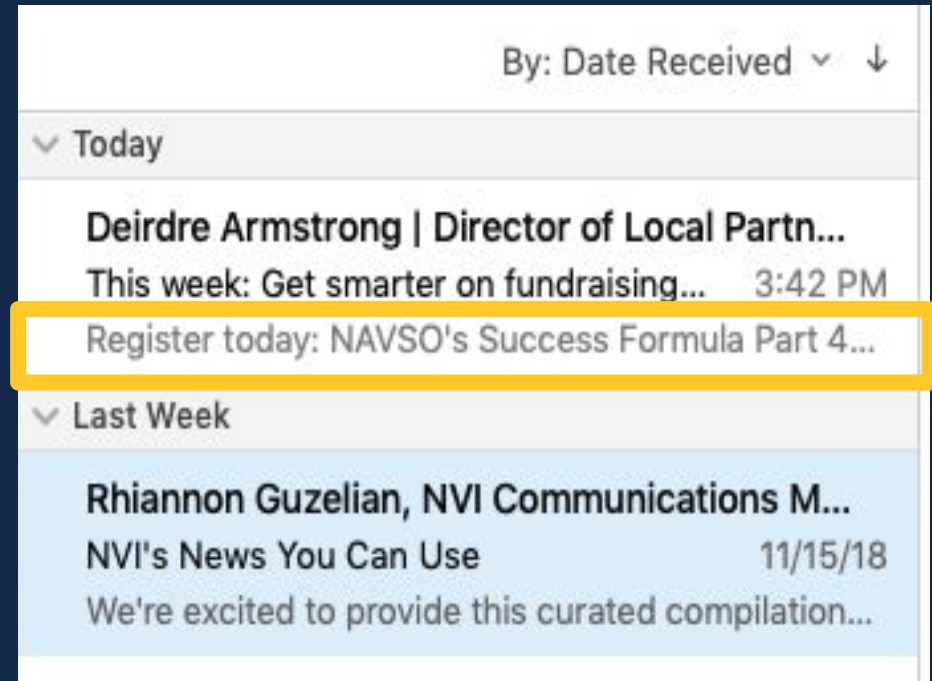 By: Date Received
Today
Deirdre Armstrong | Director of Local Partn...
This week: Get smarter on fundraising... 3:42 PM
Register today: NAVSO's Success Formula Part 4...
Last Week
Rhiannon Guzelian, NVI Communications M...
NVI's News You Can Use 11/15/18
We're excited to provide this curated compilation...